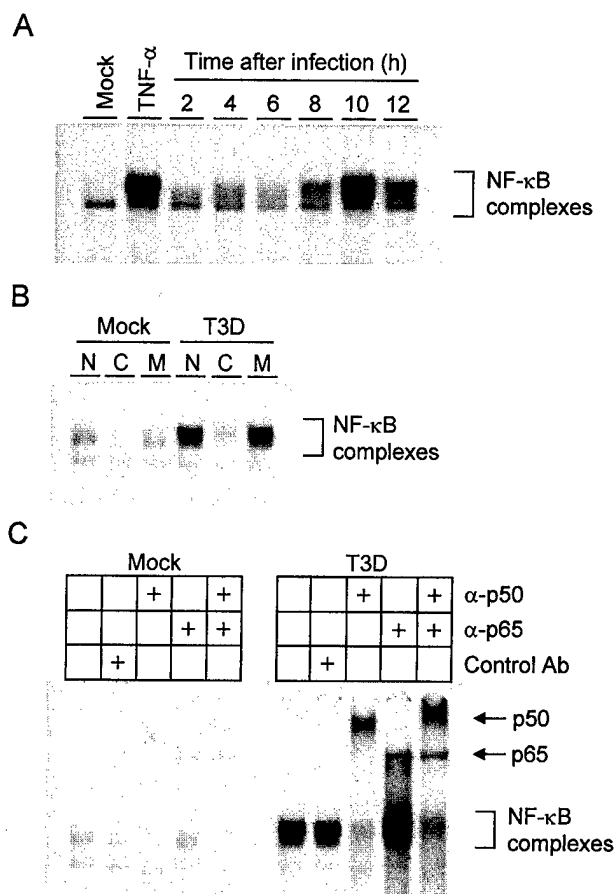 A
Mock
TNF-α
Time after infection (h)
2 4 6 8 10 12
NF-κB
complexes
B
Mock T3D
N C M N C M
NF-κB
complexes
C
Mock T3D
+ + + + α-p50
+ + + + α-p65
+ + Control Ab
p50
p65
NF-κB
complexes